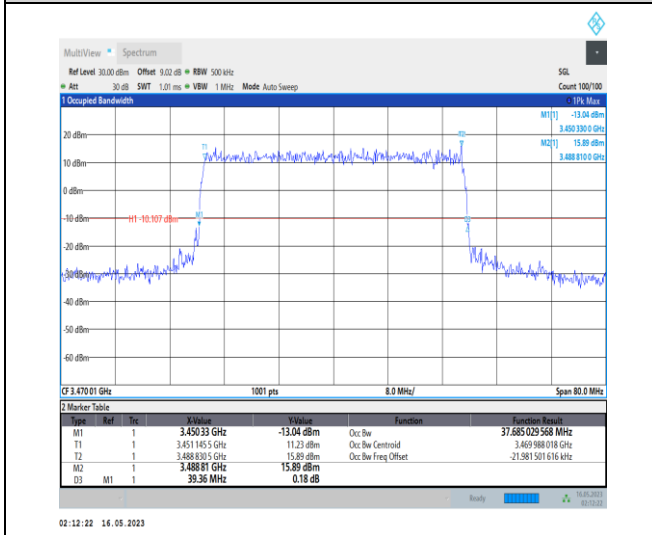 MultiView Spectrum
Ref Level 30.00 dBm Offset 9.02 dB RBW 500 kHz SGL
Att 30 dB SWT 1.01 ms VBW 1 MHz Mode Auto Sweep Count 100/100
1 Occupied Bandwidth 1Pk Max
M1[1] -13.04 dBm
3.450 330 0 GHz
M2[1] 15.89 dBm
3.488 810 0 GHz
20 dBm
T1
10 dBm
0 dBm
-10 dBm H1 -10.107 dBm M1
-40 dBm
-50 dBm
-60 dBm
CF 3.470 01 GHz 1001 pts 8.0 MHz/ Span 80.0 MHz
2 Marker Table
Type Ref Trc X-Value Y-Value Function Function Result
M1 1 3.450 33 GHz -13.04 dBm Occ Bw 37.685 029 568 MHz
T1 1 3.451 145 5 GHz 11.23 dBm Occ Bw Centroid 3.469 988 018 GHz
T2 1 3.488 830 5 GHz 15.89 dBm Occ Bw Freq Offset -21.981 501 616 kHz
M2 1 3.488 81 GHz 15.89 dBm
D3 M1 1 39.36 MHz 0.18 dB
Ready 16.05.2023
02:12:22
02:12:22 16.05.2023